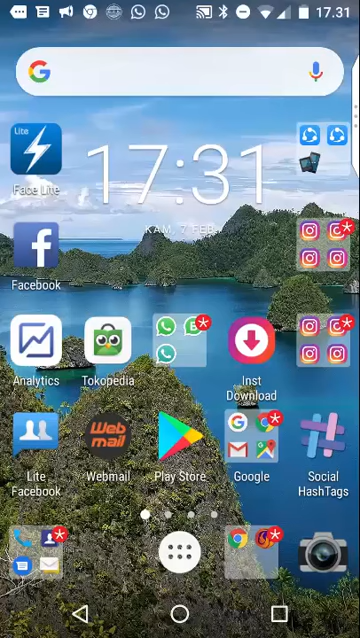 17.31
Lite
Face Lite
17:31
KAM, 7 FEB
Facebook
Analytics
Tokopedia
Inst
Download
Web
mail
Lite
Facebook
Webmail
Play Store
Google
Social
HashTags